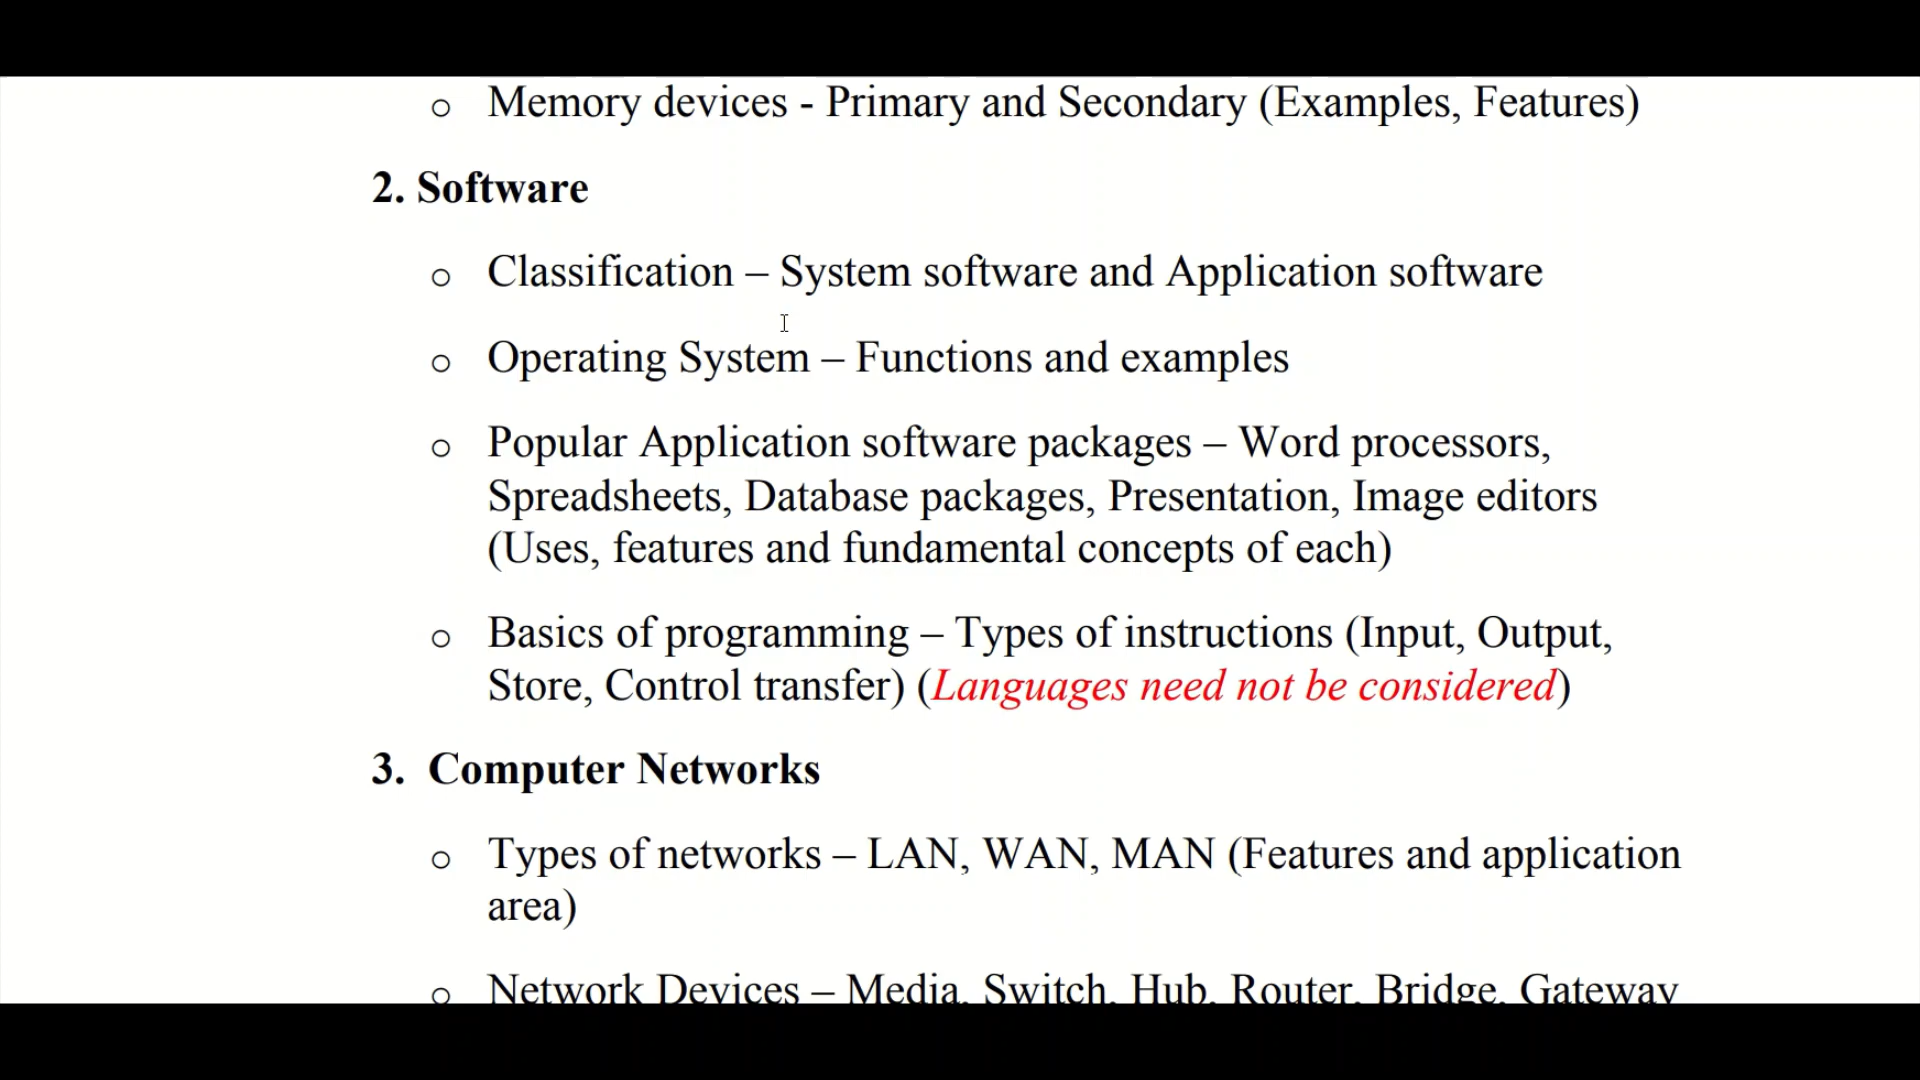 o Memory devices - Primary and Secondary (Examples, Features)
2. Software
o Classification – System software and Application software
o Operating System – Functions and examples
o Popular Application software packages – Word processors,
Spreadsheets, Database packages, Presentation, Image editors
(Uses, features and fundamental concepts of each)
o Basics of programming – Types of instructions (Input, Output,
Store, Control transfer) (Languages need not be considered)
3. Computer Networks
o Types of networks – LAN, WAN, MAN (Features and application
area)
o Network Devices – Media, Switch, Hub, Router, Bridge, Gateway